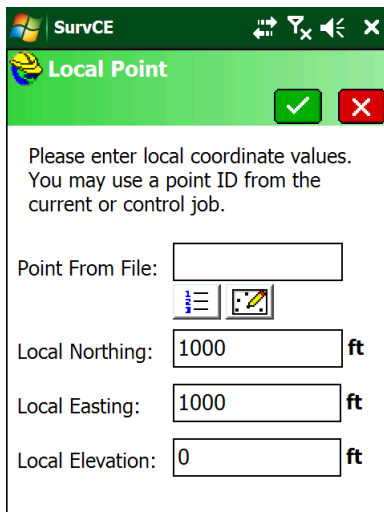 SurvCE
Local Point
Please enter local coordinate values.
You may use a point ID from the
current or control job.
Point From File:
Local Northing: 1000 ft
Local Easting: 1000 ft
Local Elevation: 0 ft